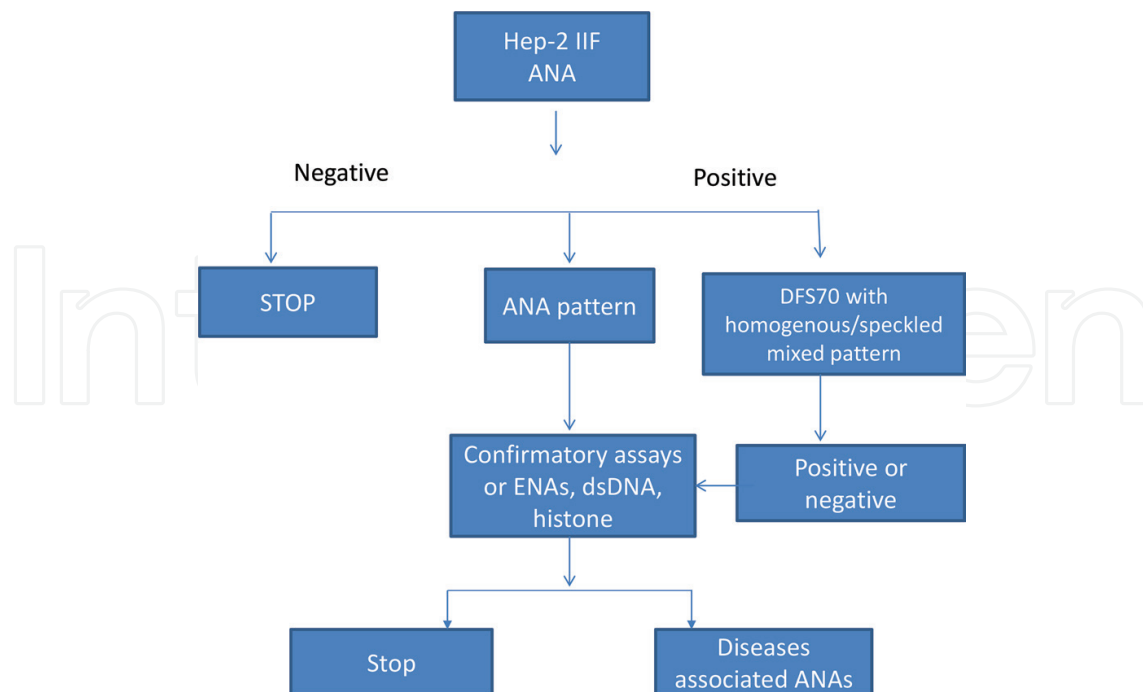 Hep-2 IIF
ANA
Negative
Positive
STOP
ANA pattern
DFS70 with
homogenous/speckled
mixed pattern
Confirmatory assays
or ENAs, dsDNA,
histone
Positive or
negative
Stop
Diseases
associated ANAs